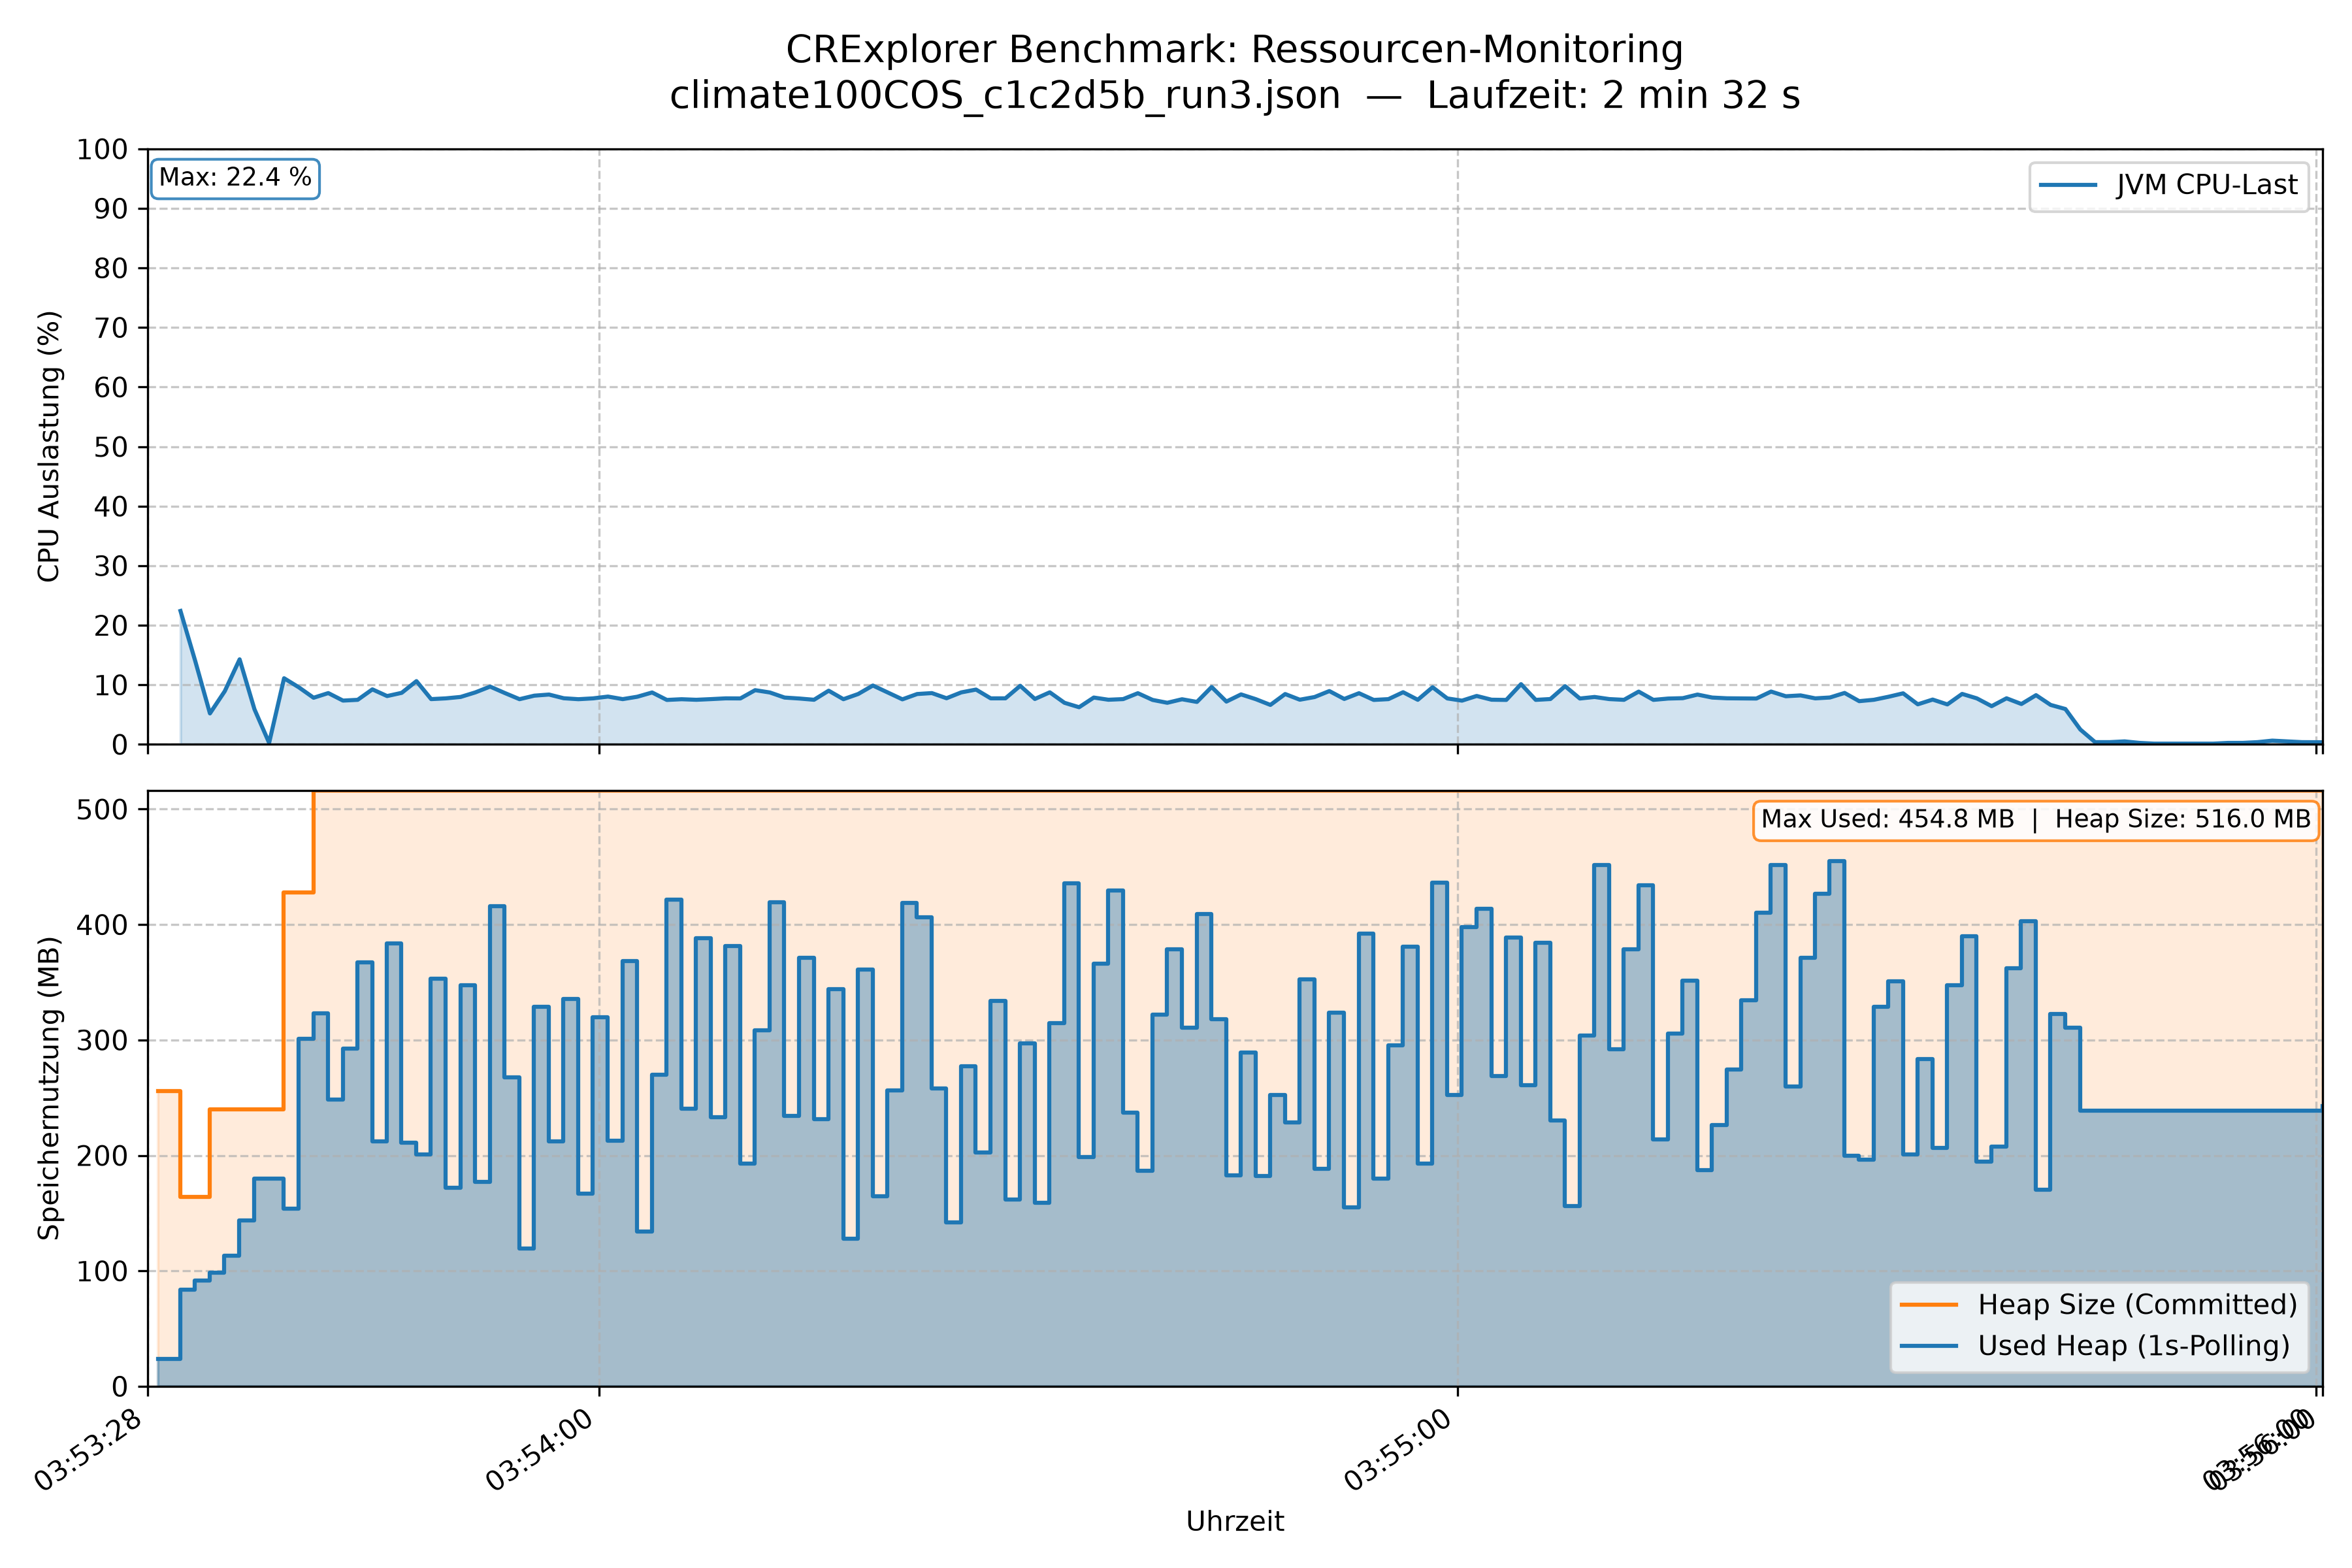 CRExplorer Benchmark: Ressourcen-Monitoring
climate100COS_c1c2d5b_run3.json — Laufzeit: 2 min 32 s
CPU Auslastung (%)
100
90
80
70
60
50
40
30
20
10
0
Max: 22.4 %
JVM CPU-Last
Speichernutzung (MB)
500
400
300
200
100
0
Max Used: 454.8 MB | Heap Size: 516.0 MB
Heap Size (Committed)
Used Heap (1s-Polling)
03:53:28
03:54:00
03:55:00
03:56:00
Uhrzeit